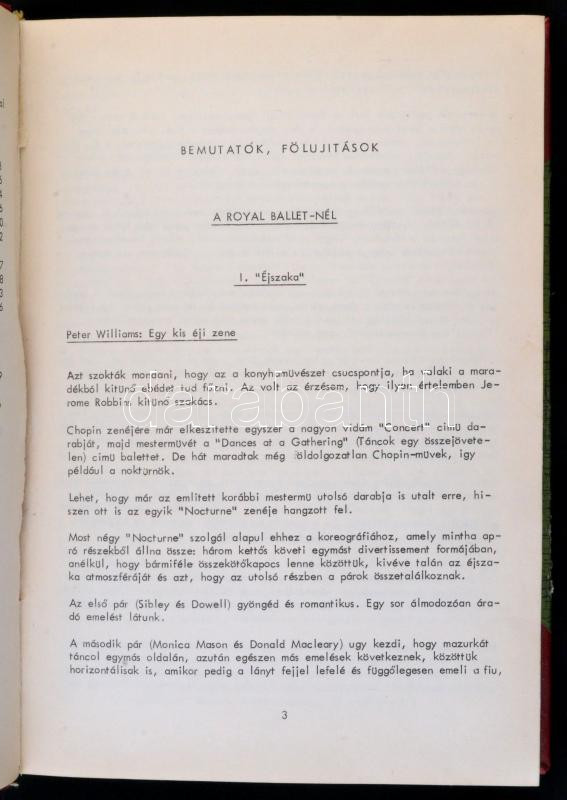 BEMUTATÓK, FÖLUJITÁSOK
A ROYAL BALLET-NÉL
I. "Éjszaka"
Peter Williams: Egy kis éji zene
Azt szokták mondani, hogy az a konyhaművészet csucspontja, ha valaki a mara-
dékból kitünő ebédet tud főzni. Az volt az érzésem, hogy ilyen értelemben Je-
rome Robbins kitünő szakács.
Chopin zenéjére már elkészitette egyszer a nagyon vidám "Concert" cimü da-
rabját, majd mestermüvét a "Dances at a Gathering" (Táncok egy összejövete-
len) cimü balettet. De hát maradtak még földolgozatlan Chopin-müvek, igy
például a noktürnök.
Lehet, hogy már az emlitett korábbi mestermü utolsó darabja is utalt erre, hi-
szen ott is az egyik "Nocturne" zenéje hangzott fel.
Most négy "Nocturne" szolgál alapul ehhez a koreográfiához, amely mintha ap-
ró részekből állna össze: három kettős követi egymást divertissement formájában,
anélkül, hogy bármiféle összekötőkapocs lenne közöttük, kivéve talán az éjsza-
ka atmoszféráját és azt, hogy az utolsó részben a párok összetalálkoznak.
Az első pár (Sibley és Dowell) gyöngéd és romantikus. Egy sor álmodozóan ára-
dó emelést látunk.
A második pár (Monica Mason és Donald Macleary) ugy kezdi, hogy mazurkát
táncol egymás oldalán, azután egészen más emelések következnek, közöttük
horizontálisak is, amikor pedig a lányt fejjel lefelé és függőlegesen emeli a fiu,
3
darabanth